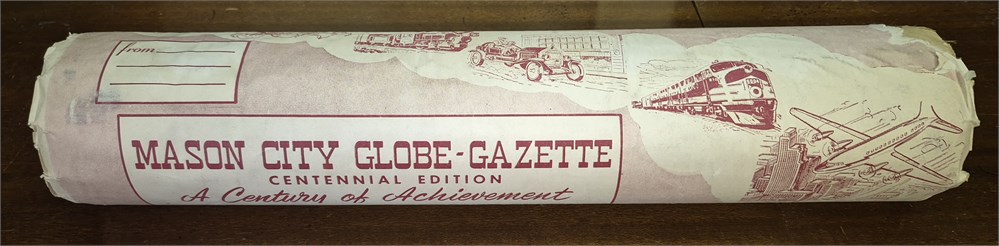 From
MASON CITY GLOBE-GAZETTE
CENTENNIAL EDITION
A Century of Achievement